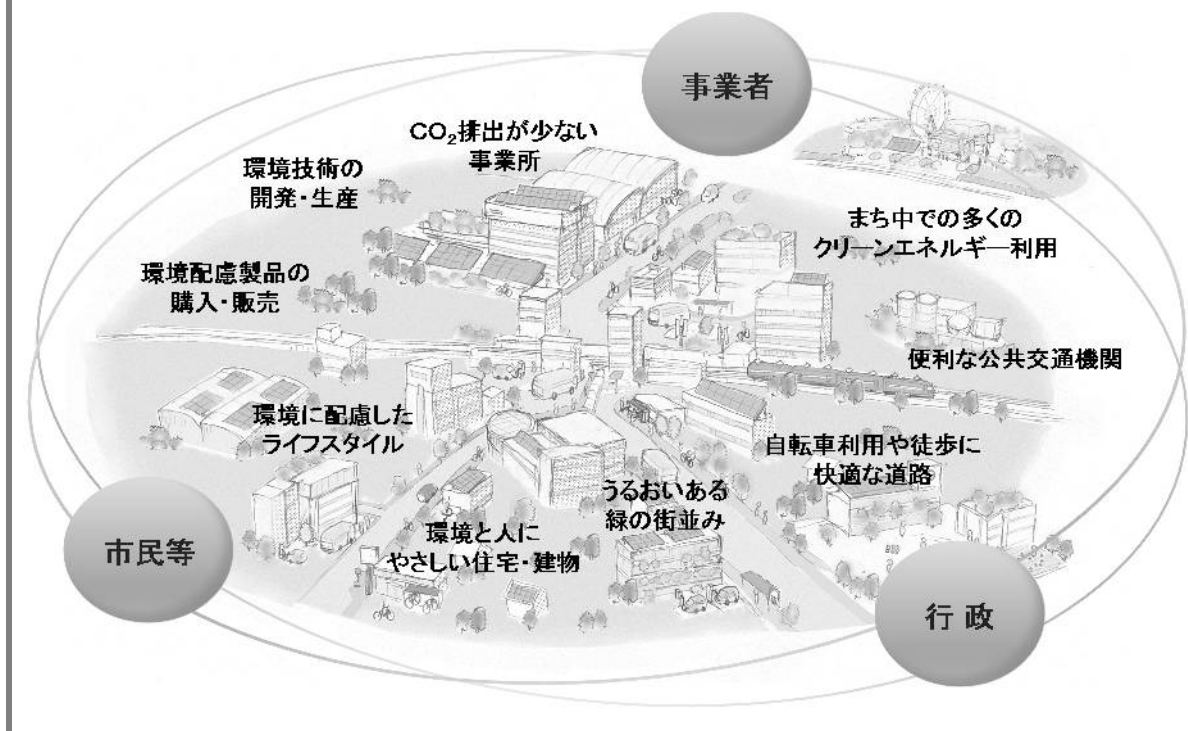 事業者
CO₂排出が少ない
事業所
環境技術の
開発・生産
まち中での多くの
クリーンエネルギー利用
環境配慮製品の
購入・販売
便利な公共交通機関
環境に配慮した
ライフスタイル
自転車利用や徒歩に
快適な道路
うるおいある
緑の街並み
環境と人に
やさしい住宅・建物
市民等
行政